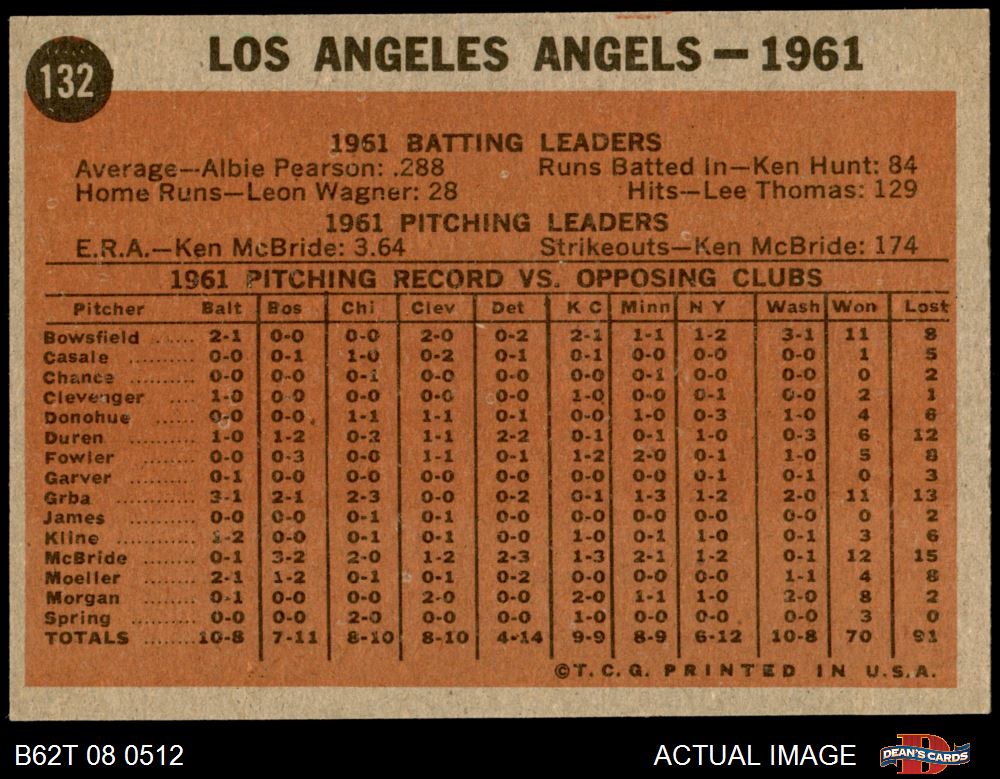 132
LOS ANGELES ANGELS — 1961
1961 BATTING LEADERS
Average—Albie Pearson: .288 Runs Batted In—Ken Hunt: 84
Home Runs—Leon Wagner: 28 Hits—Lee Thomas: 129
1961 PITCHING LEADERS
E.R.A.—Ken McBride: 3.64 Strikeouts—Ken McBride: 174
1961 PITCHING RECORD VS. OPPOSING CLUBS
Pitcher Balt Bos Chi Clev Det K C Minn N Y Wash Won Lost
Bowsfield ...... 2-1 0-0 0-0 2-0 0-2 2-1 1-1 1-2 3-1 11 8
Casale .......... 0-0 0-1 1-0 0-2 0-1 0-1 0-0 0-0 0-0 1 5
Chance .......... 0-0 0-0 0-1 0-0 0-0 0-0 0-1 0-0 0-0 0 2
Clevenger .... 1-0 0-0 0-0 0-0 0-0 1-0 0-0 0-1 0-0 2 1
Donohue ...... 0-0 0-0 1-1 1-1 0-1 0-0 1-0 0-3 1-0 4 6
Duren .......... 1-0 1-2 0-2 1-1 2-2 0-1 0-1 1-0 0-3 6 12
Fowler ........ 0-0 0-3 0-0 1-1 0-1 1-2 2-0 0-1 1-0 5 8
Garver ........ 0-1 0-0 0-0 0-0 0-0 0-0 0-0 0-1 0-1 0 3
Grba ............ 3-1 2-1 2-3 0-0 0-2 0-1 1-3 1-2 2-0 11 13
James .......... 0-0 0-0 0-1 0-1 0-0 0-0 0-0 0-0 0-0 0 2
Kline ............ 1-2 0-0 0-1 0-1 0-0 1-0 0-1 1-0 0-1 3 6
McBride ........ 0-1 3-2 2-0 1-2 2-3 1-3 2-1 1-2 0-1 12 15
Moeller ........ 2-1 1-2 0-1 0-1 0-2 0-0 0-0 0-0 1-1 4 8
Morgan ........ 0-1 0-0 0-0 2-0 0-0 2-0 1-1 1-0 2-0 8 2
Spring .......... 0-0 0-0 2-0 0-0 0-0 1-0 0-0 0-0 0-0 3 0
TOTALS ........ 10-8 7-11 8-10 8-10 4-14 9-9 8-9 6-12 10-8 70 91
©T. C. G. PRINTED IN U.S.A.
B62T 08 0512 ACTUAL IMAGE DEAN'S CARDS